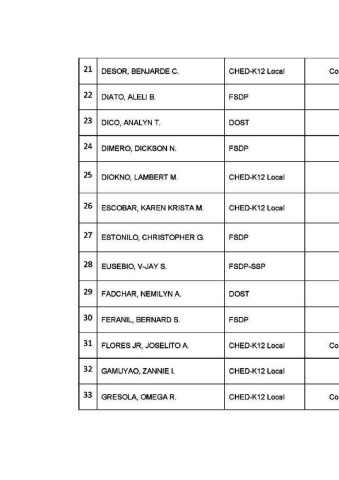 21 DESOR, BENJARDE C. CHED-K12 Local Co
22 DIATO, ALELI B. FSDP
23 DICO, ANALYN T. DOST
24 DIMERO, DICKSON N. FSDP
25 DIOKNO, LAMBERT M. CHED-K12 Local
26 ESCOBAR, KAREN KRISTA M. CHED-K12 Local
27 ESTONILO, CHRISTOPHER G. FSDP
28 EUSEBIO, V-JAY S. FSDP-SSP
29 FADCHAR, NEMILYN A. DOST
30 FERANIL, BERNARD S. FSDP
31 FLORES JR, JOSELITO A. CHED-K12 Local Co
32 GAMUYAO, ZANNIE I. CHED-K12 Local
33 GRESOLA, OMEGA R. CHED-K12 Local Co